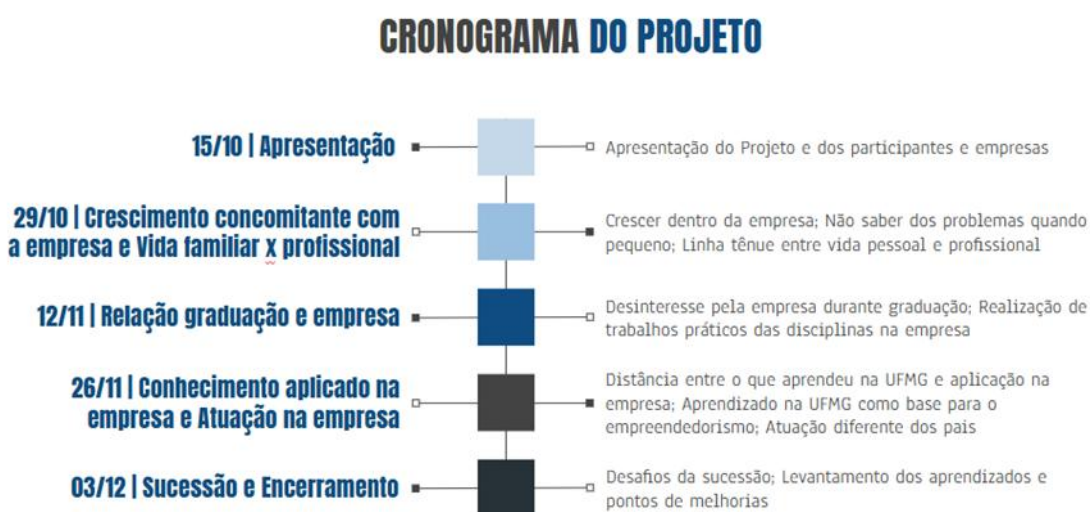 CRONOGRAMA DO PROJETO
15/10 | Apresentação
Apresentação do Projeto e dos participantes e empresas
29/10 | Crescimento concomitante com
a empresa e Vida familiar x profissional
Crescer dentro da empresa; Não saber dos problemas quando
pequeno; Linha tênue entre vida pessoal e profissional
12/11 | Relação graduação e empresa
Desinteresse pela empresa durante graduação; Realização de
trabalhos práticos das disciplinas na empresa
26/11 | Conhecimento aplicado na
empresa e Atuação na empresa
Distância entre o que aprendeu na UFMG e aplicação na
empresa; Aprendizado na UFMG como base para o
empreendedorismo; Atuação diferente dos pais
03/12 | Sucessão e Encerramento
Desafios da sucessão; Levantamento dos aprendizados e
pontos de melhorias